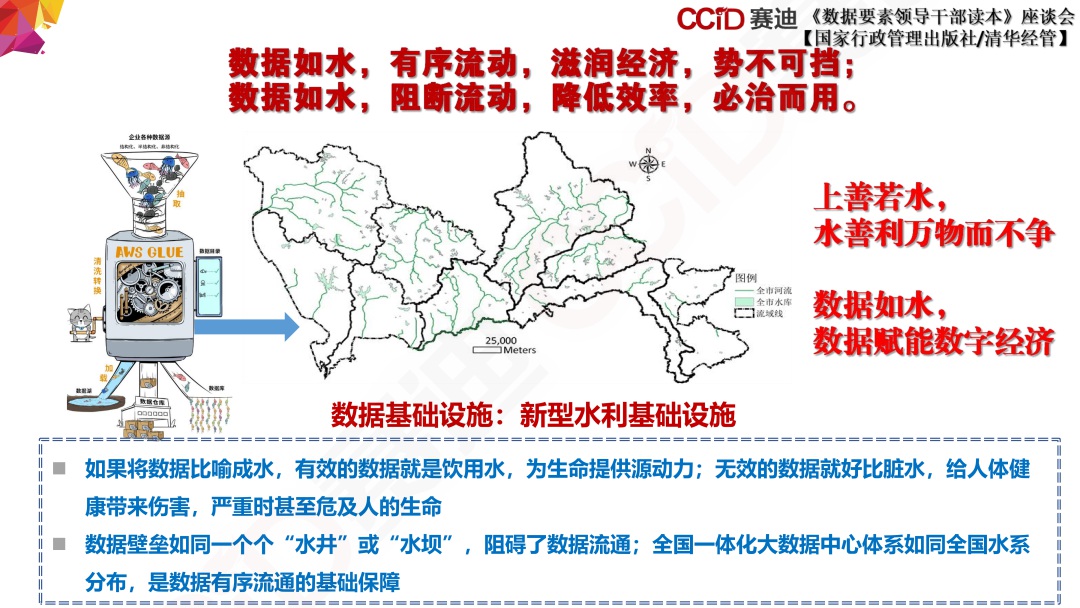 CCiD 赛迪 《数据要素领导干部读本》座谈会
【国家行政管理出版社/清华经管】
数据如水，有序流动，滋润经济，势不可挡；
数据如水，阻断流动，降低效率，必治而用。
企业各种数据源
结构化、半结构化、非结构化
抽取
AWS GLUE
数据目录
清洗转换
加载
数据湖
数据仓库
数据库
N
W E
S
图例
全市河流
全市水库
流域线
25,000
Meters
上善若水，
水善利万物而不争
数据如水，
数据赋能数字经济
数据基础设施：新型水利基础设施
如果将数据比喻成水，有效的数据就是饮用水，为生命提供源动力；无效的数据就好比脏水，给人体健
康带来伤害，严重时甚至危及人的生命
数据壁垒如同一个个“水井”或“水坝”，阻碍了数据流通；全国一体化大数据中心体系如同全国水系
分布，是数据有序流通的基础保障